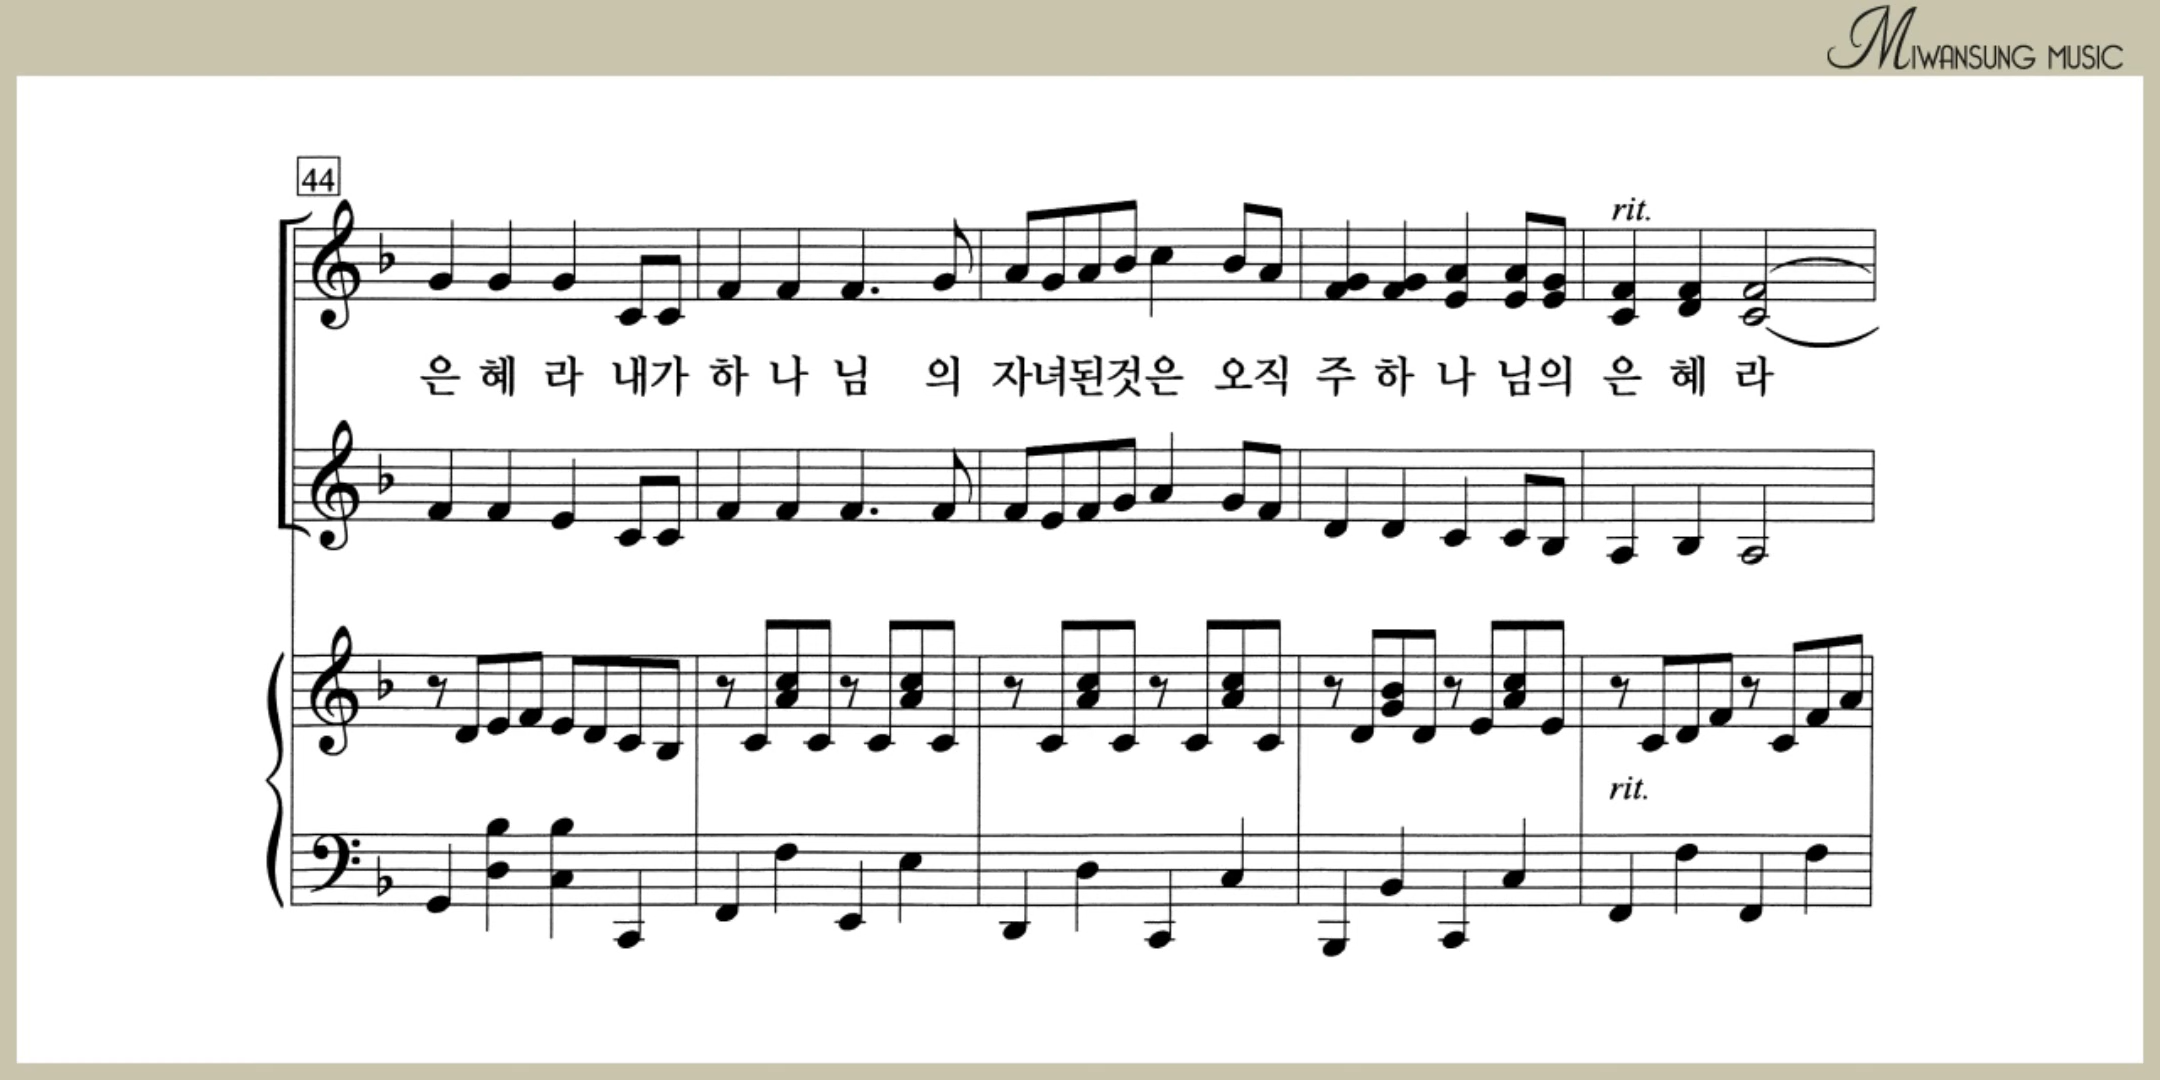 MIWANSUNG MUSIC
44
rit.
은 혜 라 내가 하 나 님 의 자녀된것은 오직 주 하 나 님의 은 혜 라
rit.